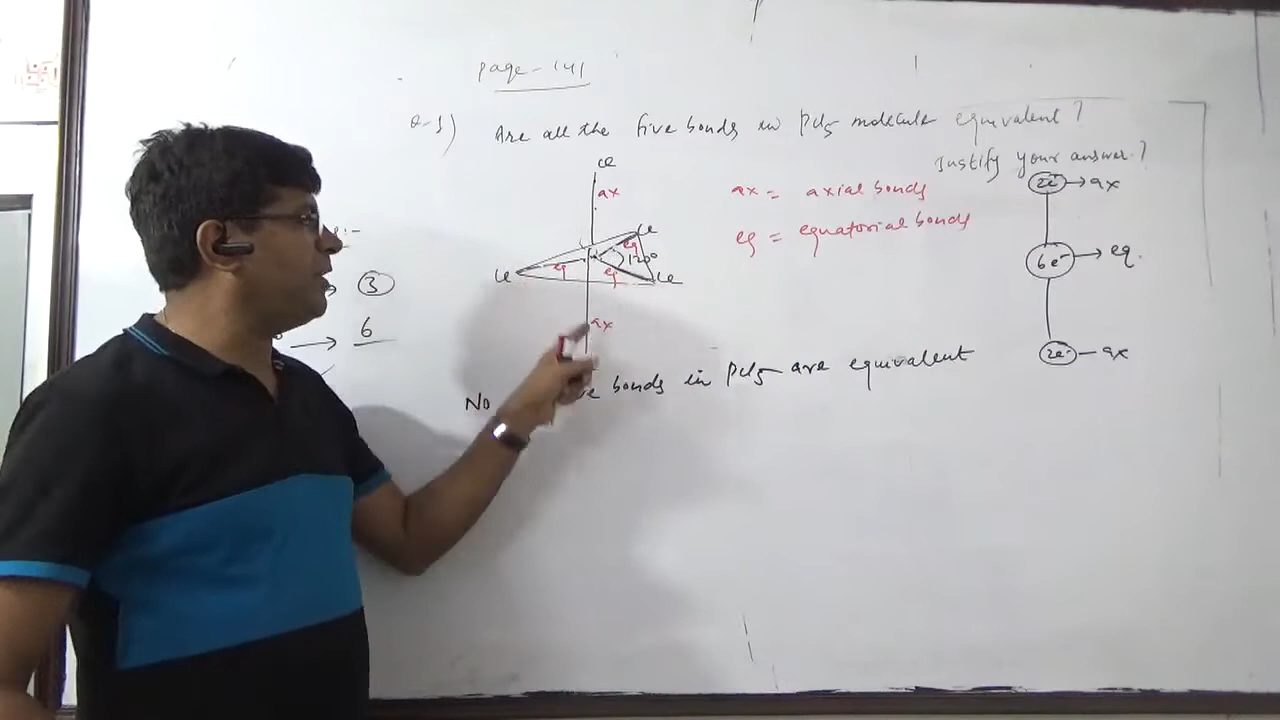 Page-141
Q-1) Are all the five bonds in PCl5 molecule equivalent?
Justify your answer.?
Cl
ax
ax = axial bonds
2e- → ax
Cl
eq
120°
eq = equatorial bonds
Cl
eq
eq
Cl
6e- → eq.
:-
3
→ 6
ax
2e- - ax
No bonds in PCl5 are equivalent